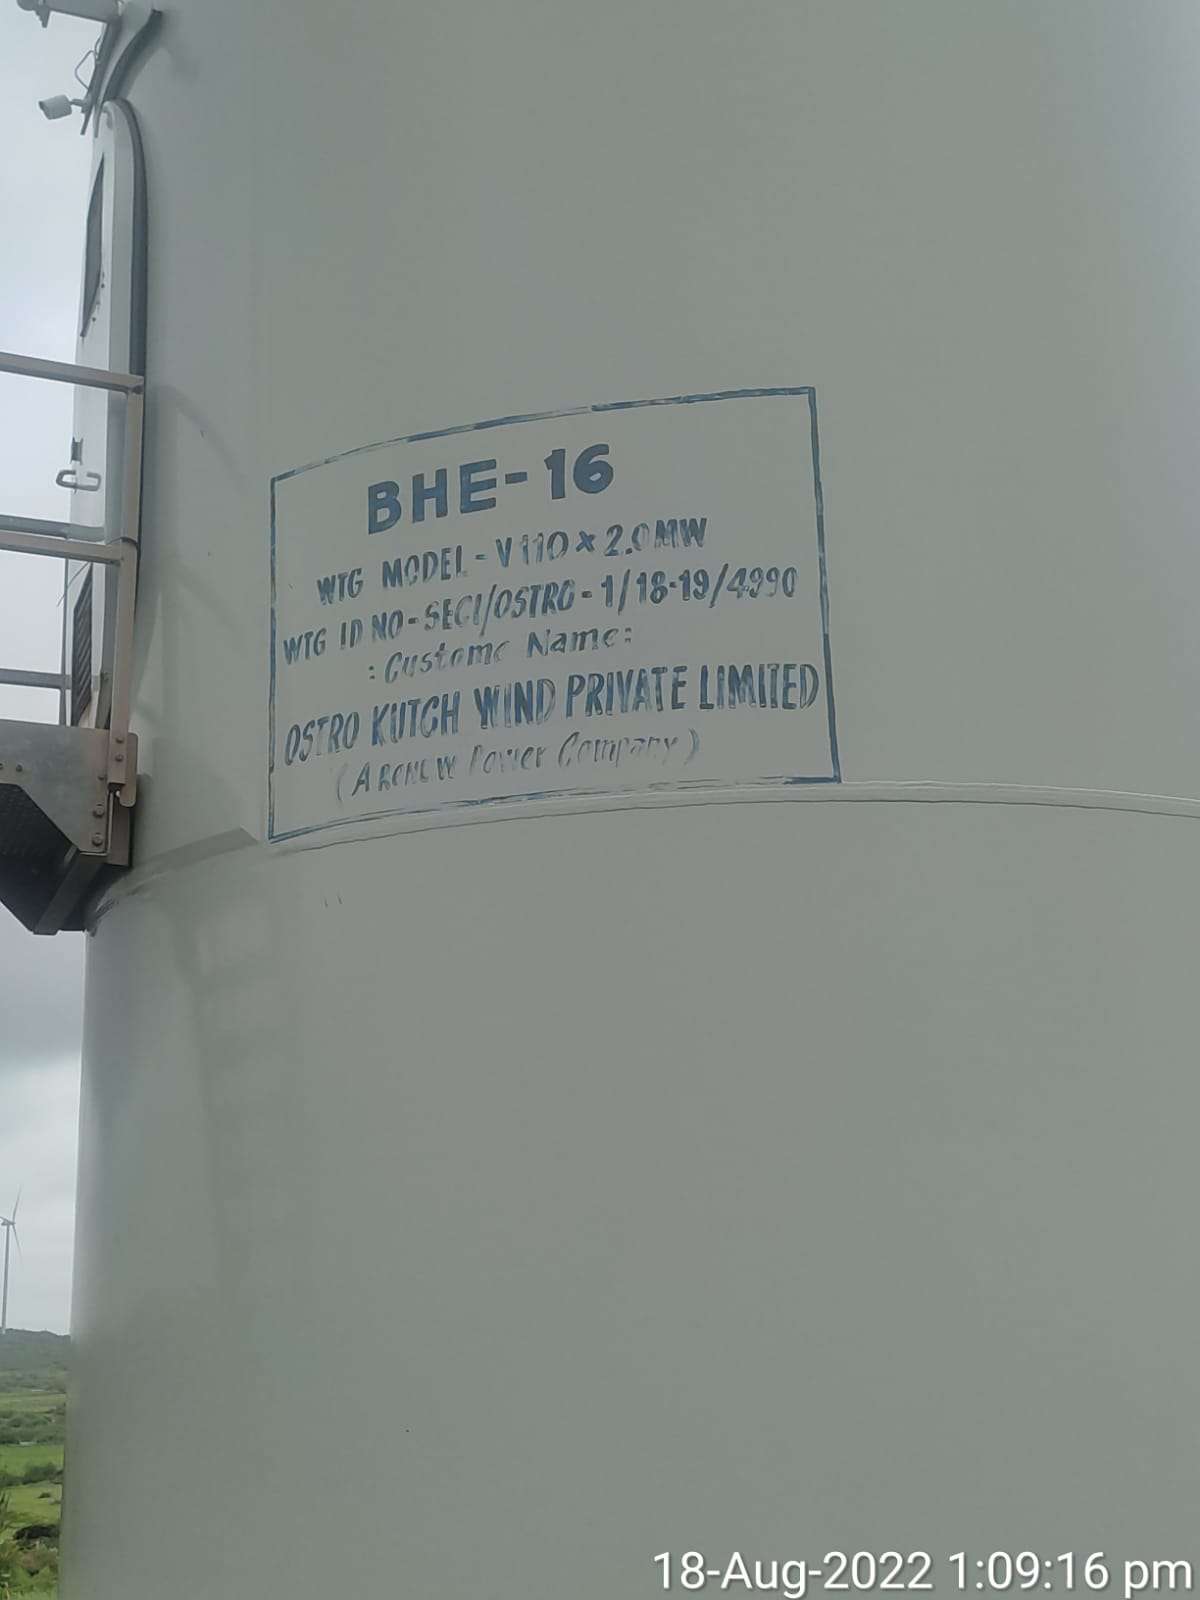 BHE-16
WTG MODEL-V110×2.0MW
WTG ID NO-SECI/OSTRO-1/18-19/4990
:Custome Name:
OSTRO KUTCH WIND PRIVATE LIMITED
(A Renew Power Company)
18-Aug-2022 1:09:16 pm